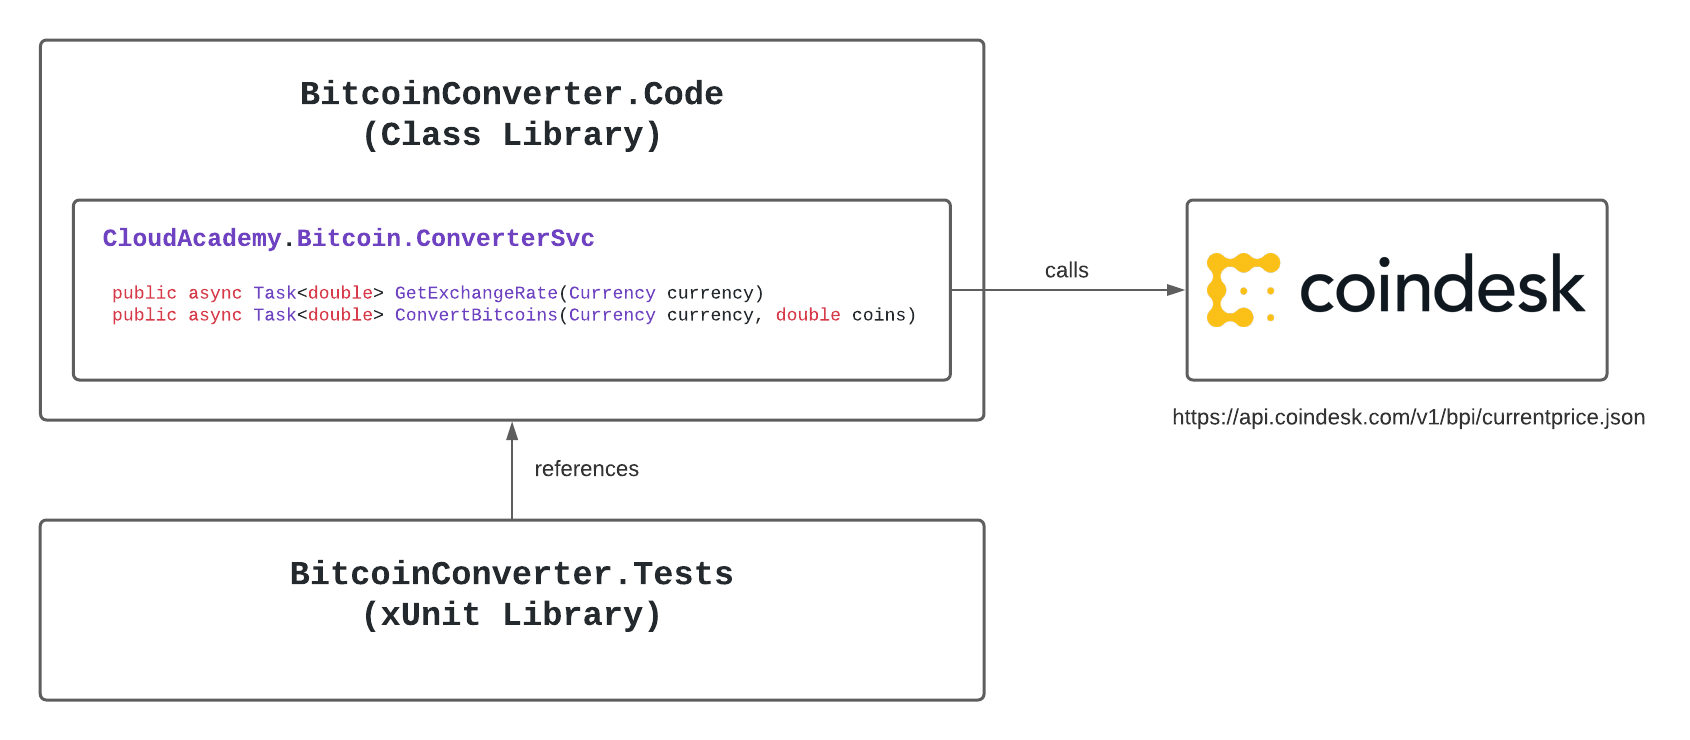 BitcoinConverter.Code
(Class Library)
CloudAcademy.Bitcoin.ConverterSvc
public async Task<double> GetExchangeRate(Currency currency)
public async Task<double> ConvertBitcoins(Currency currency, double coins)
calls
coindesk
https://api.coindesk.com/v1/bpi/currentprice.json
references
BitcoinConverter.Tests
(xUnit Library)